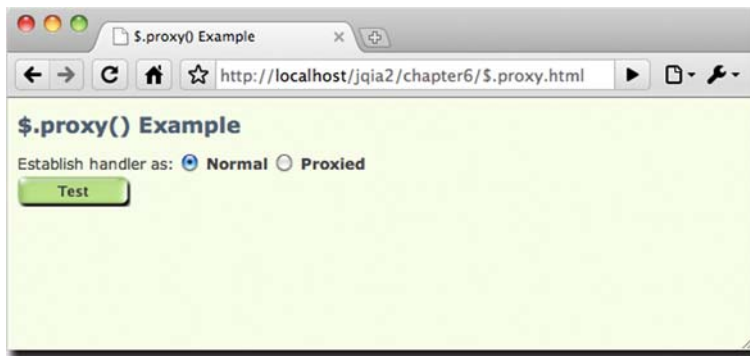 $.proxy() Example
http://localhost/jqia2/chapter6/$.proxy.html
$.proxy() Example
Establish handler as: Normal Proxied
Test